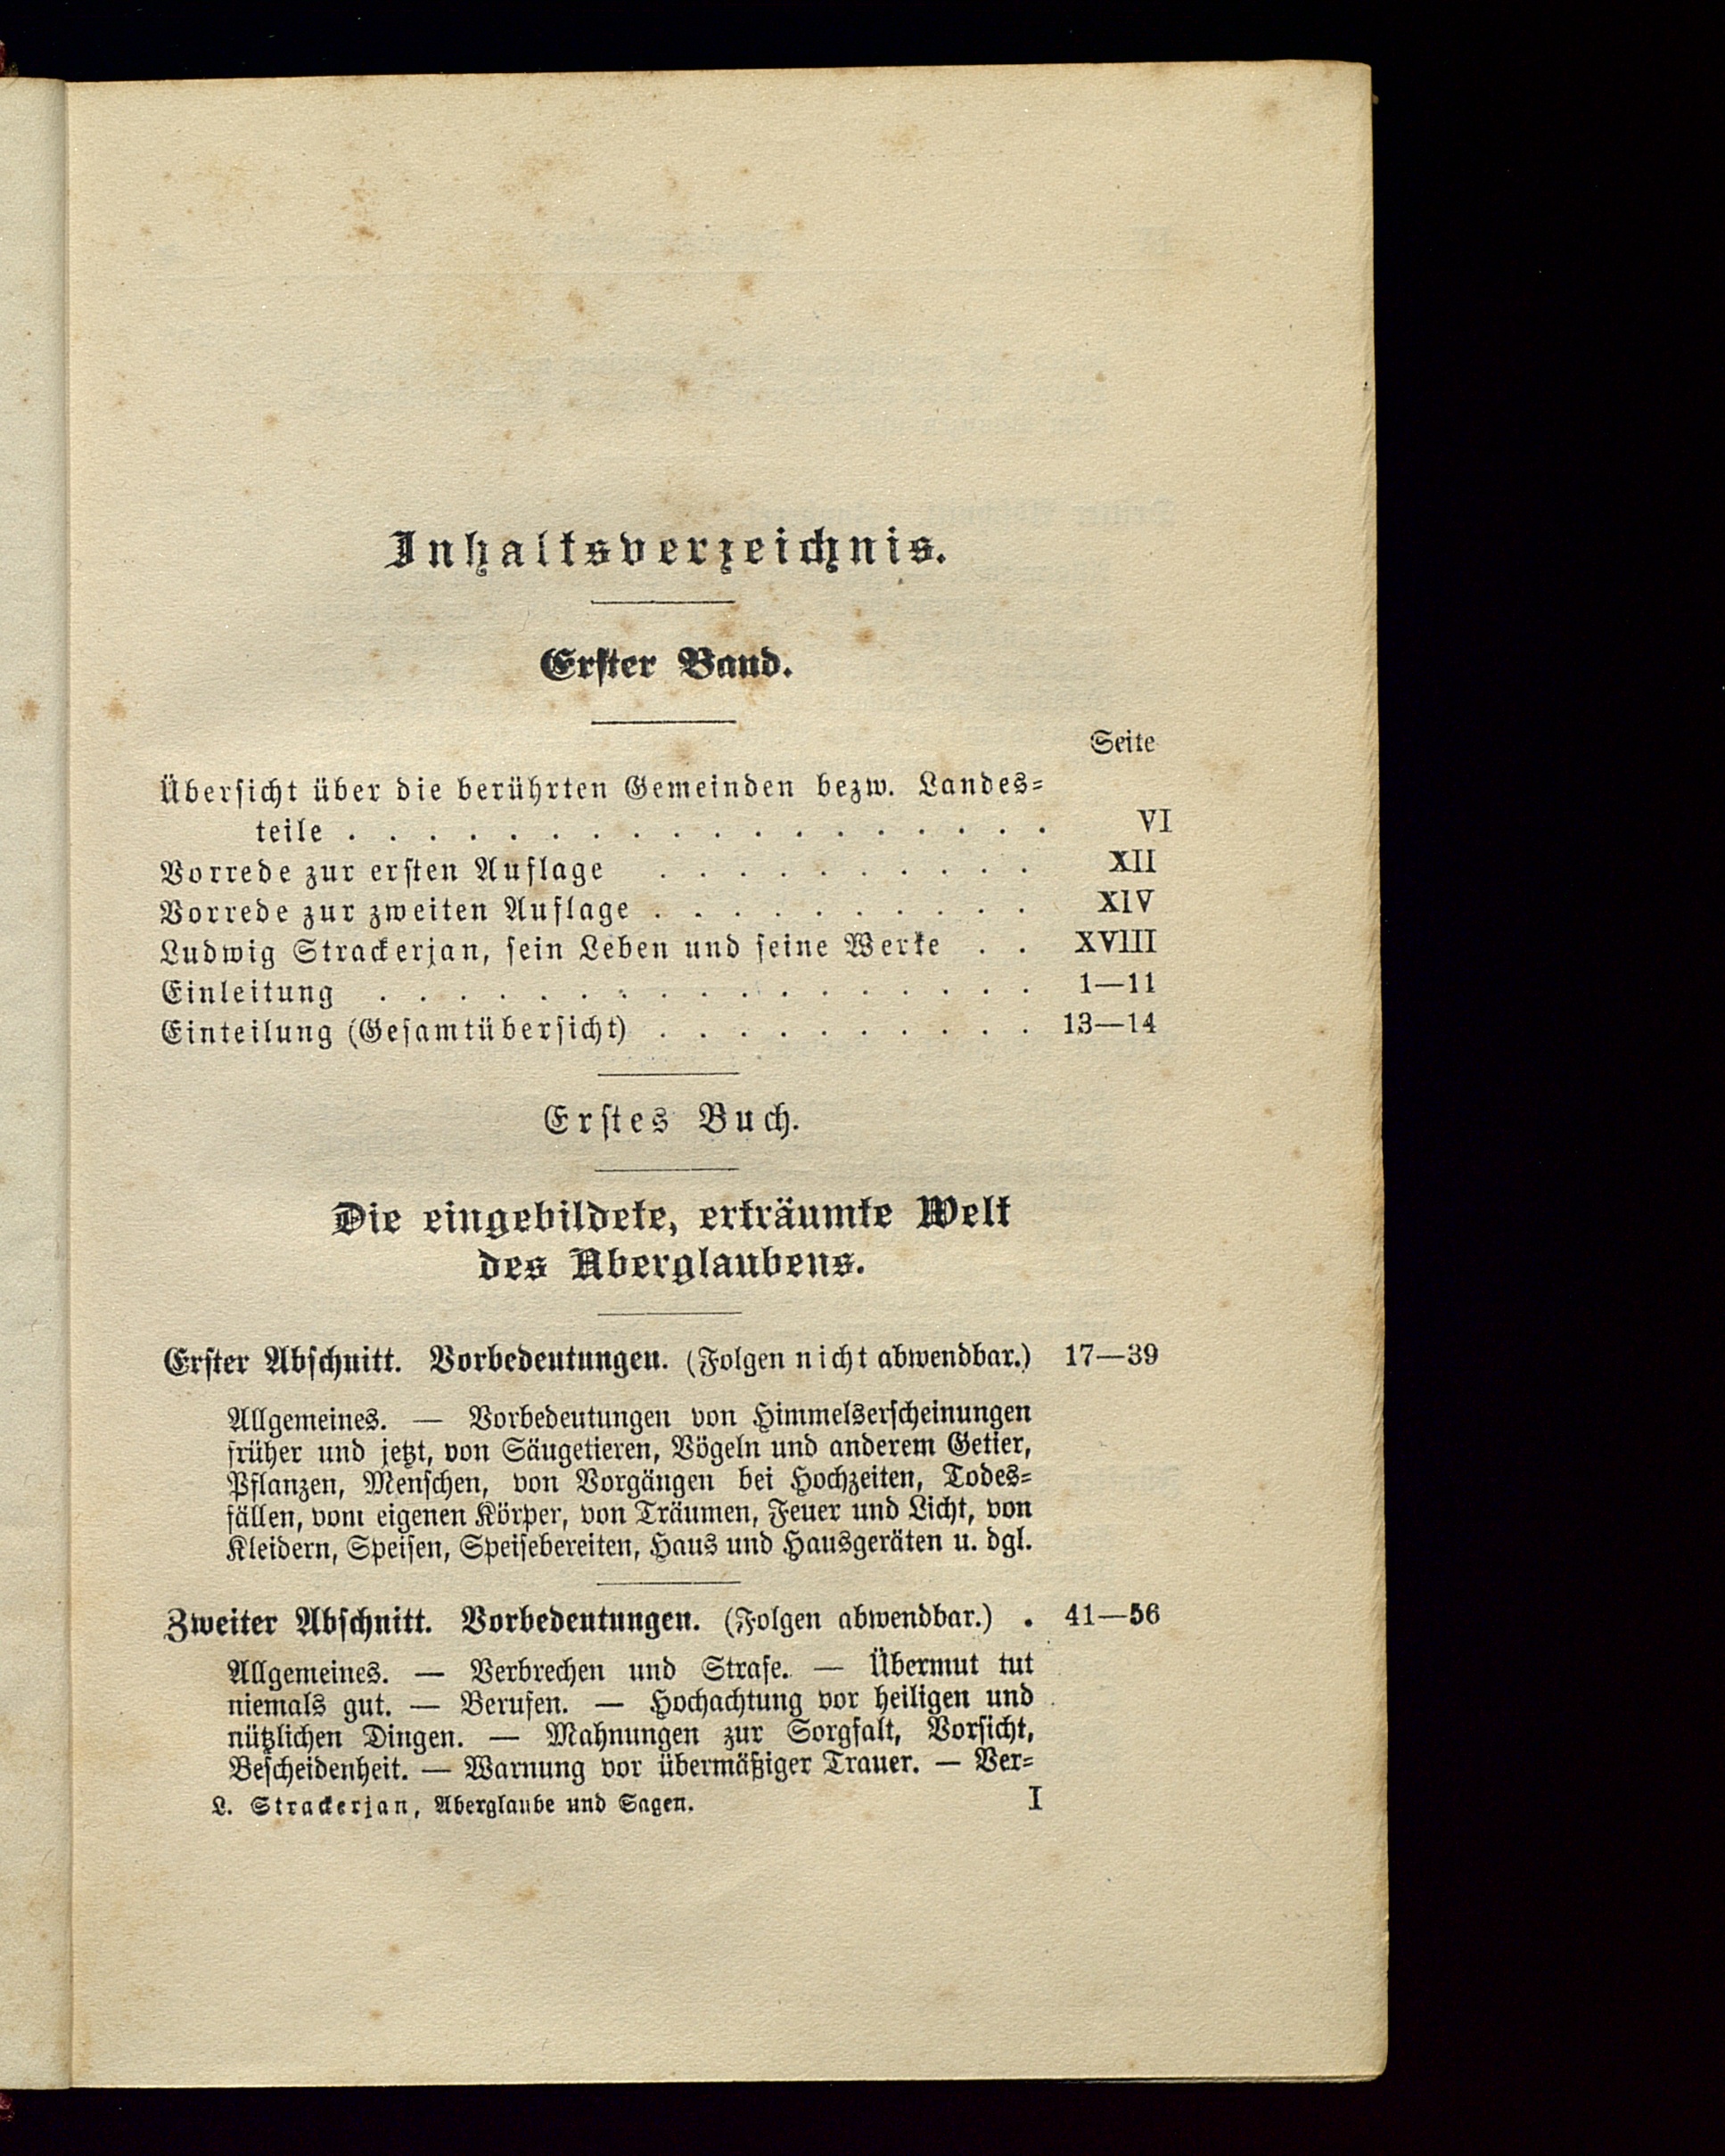 Inhaltsverzeichnis.
Erster Band.
Seite
Übersicht über die berührten Gemeinden bezw. Landes=
teile . . . . . . . . . . . . . . . . . . VI
Vorrede zur ersten Auflage . . . . . . . . . . XII
Vorrede zur zweiten Auflage . . . . . . . . . . XIV
Ludwig Strackerjan, sein Leben und seine Werke . . XVIII
Einleitung . . . . . . . . . . . . . . . . . 1—11
Einteilung (Gesamtübersicht) . . . . . . . . . . 13—14
Erstes Buch.
Die eingebildete, erträumte Welt
des Aberglaubens.
Erster Abschnitt. Vorbedeutungen. (Folgen nicht abwendbar.) 17—39
Allgemeines. — Vorbedeutungen von Himmelserscheinungen
früher und jetzt, von Säugetieren, Vögeln und anderem Getier,
Pflanzen, Menschen, von Vorgängen bei Hochzeiten, Todes=
fällen, vom eigenen Körper, von Träumen, Feuer und Licht, von
Kleidern, Speisen, Speisebereiten, Haus und Hausgeräten u. dgl.
Zweiter Abschnitt. Vorbedeutungen. (Folgen abwendbar.) . 41—56
Allgemeines. — Verbrechen und Strafe. — Übermut tut
niemals gut. — Berufen. — Hochachtung vor heiligen und
nützlichen Dingen. — Mahnungen zur Sorgfalt, Vorsicht,
Bescheidenheit. — Warnung vor übermäßiger Trauer. — Ver=
L. Strackerjan, Aberglaube und Sagen. I